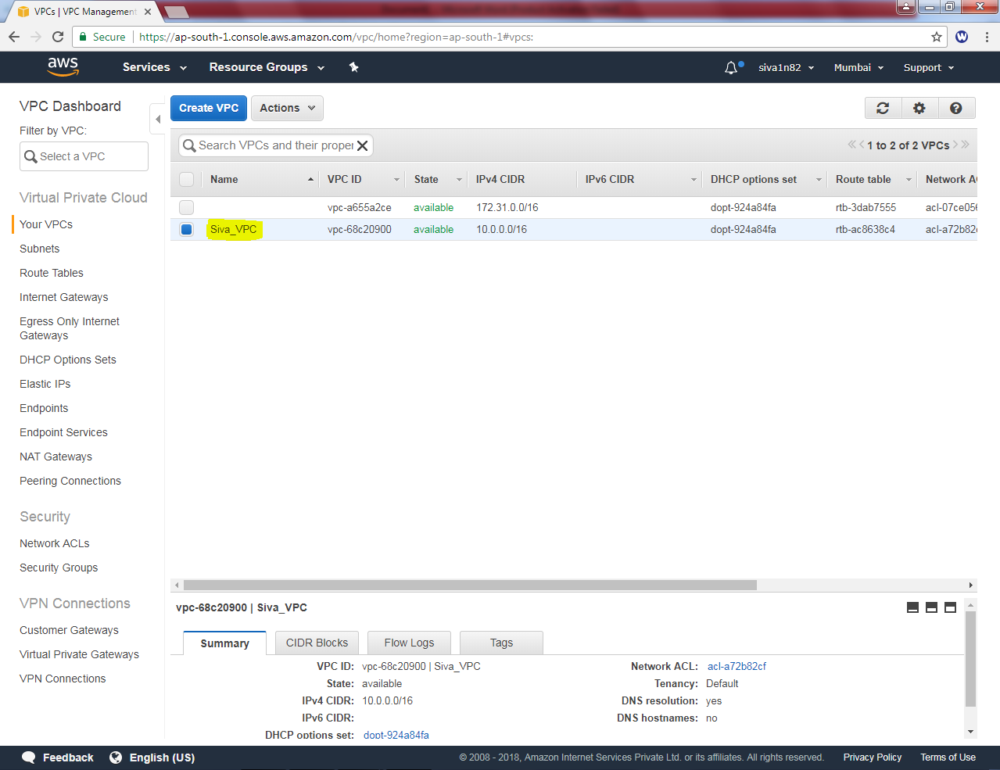 VPCs | VPC Management
Secure https://ap-south-1.console.aws.amazon.com/vpc/home?region=ap-south-1#vpcs:
W
aws Services Resource Groups siva1n82 Mumbai Support
VPC Dashboard
Filter by VPC:
Select a VPC
Virtual Private Cloud
Your VPCs
Subnets
Route Tables
Internet Gateways
Egress Only Internet
Gateways
DHCP Options Sets
Elastic IPs
Endpoints
Endpoint Services
NAT Gateways
Peering Connections
Security
Network ACLs
Security Groups
VPN Connections
Customer Gateways
Virtual Private Gateways
VPN Connections
Create VPC Actions
Search VPCs and their proper
1 to 2 of 2 VPCs
Name VPC ID State IPv4 CIDR IPv6 CIDR DHCP options set Route table Network A
vpc-a655a2ce available 172.31.0.0/16 dopt-924a84fa rtb-3dab7555 acl-07ce056
Siva_VPC vpc-68c20900 available 10.0.0.0/16 dopt-924a84fa rtb-ac8638c4 acl-a72b82
vpc-68c20900 | Siva_VPC
Summary CIDR Blocks Flow Logs Tags
VPC ID: vpc-68c20900 | Siva_VPC Network ACL: acl-a72b82cf
State: available Tenancy: Default
IPv4 CIDR: 10.0.0.0/16 DNS resolution: yes
IPv6 CIDR: DNS hostnames: no
DHCP options set: dopt-924a84fa
Feedback English (US) © 2008 - 2018, Amazon Internet Services Private Ltd. or its affiliates. All rights reserved. Privacy Policy Terms of Use